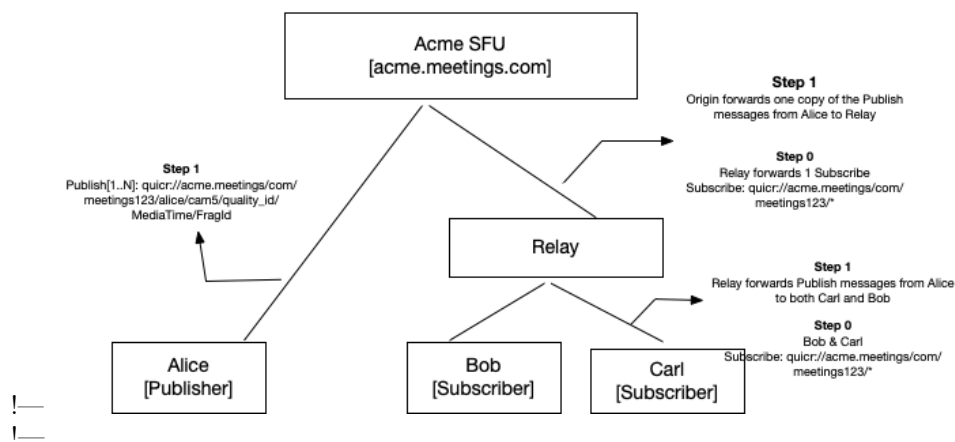 Acme SFU
[acme.meetings.com]
Step 1
Origin forwards one copy of the Publish
messages from Alice to Relay
Step 0
Relay forwards 1 Subscribe
Subscribe: quicr://acme.meetings/com/
meetings123/*
Step 1
Publish[1..N]: quicr://acme.meetings/com/
meetings123/alice/cam5/quality_id/
MediaTime/FragId
Relay
Step 1
Relay forwards Publish messages from Alice
to both Carl and Bob
Step 0
Bob & Carl
Subscribe: quicr://acme.meetings/com/
meetings123/*
Alice
[Publisher]
Bob
[Subscriber]
Carl
[Subscriber]
!—
!—